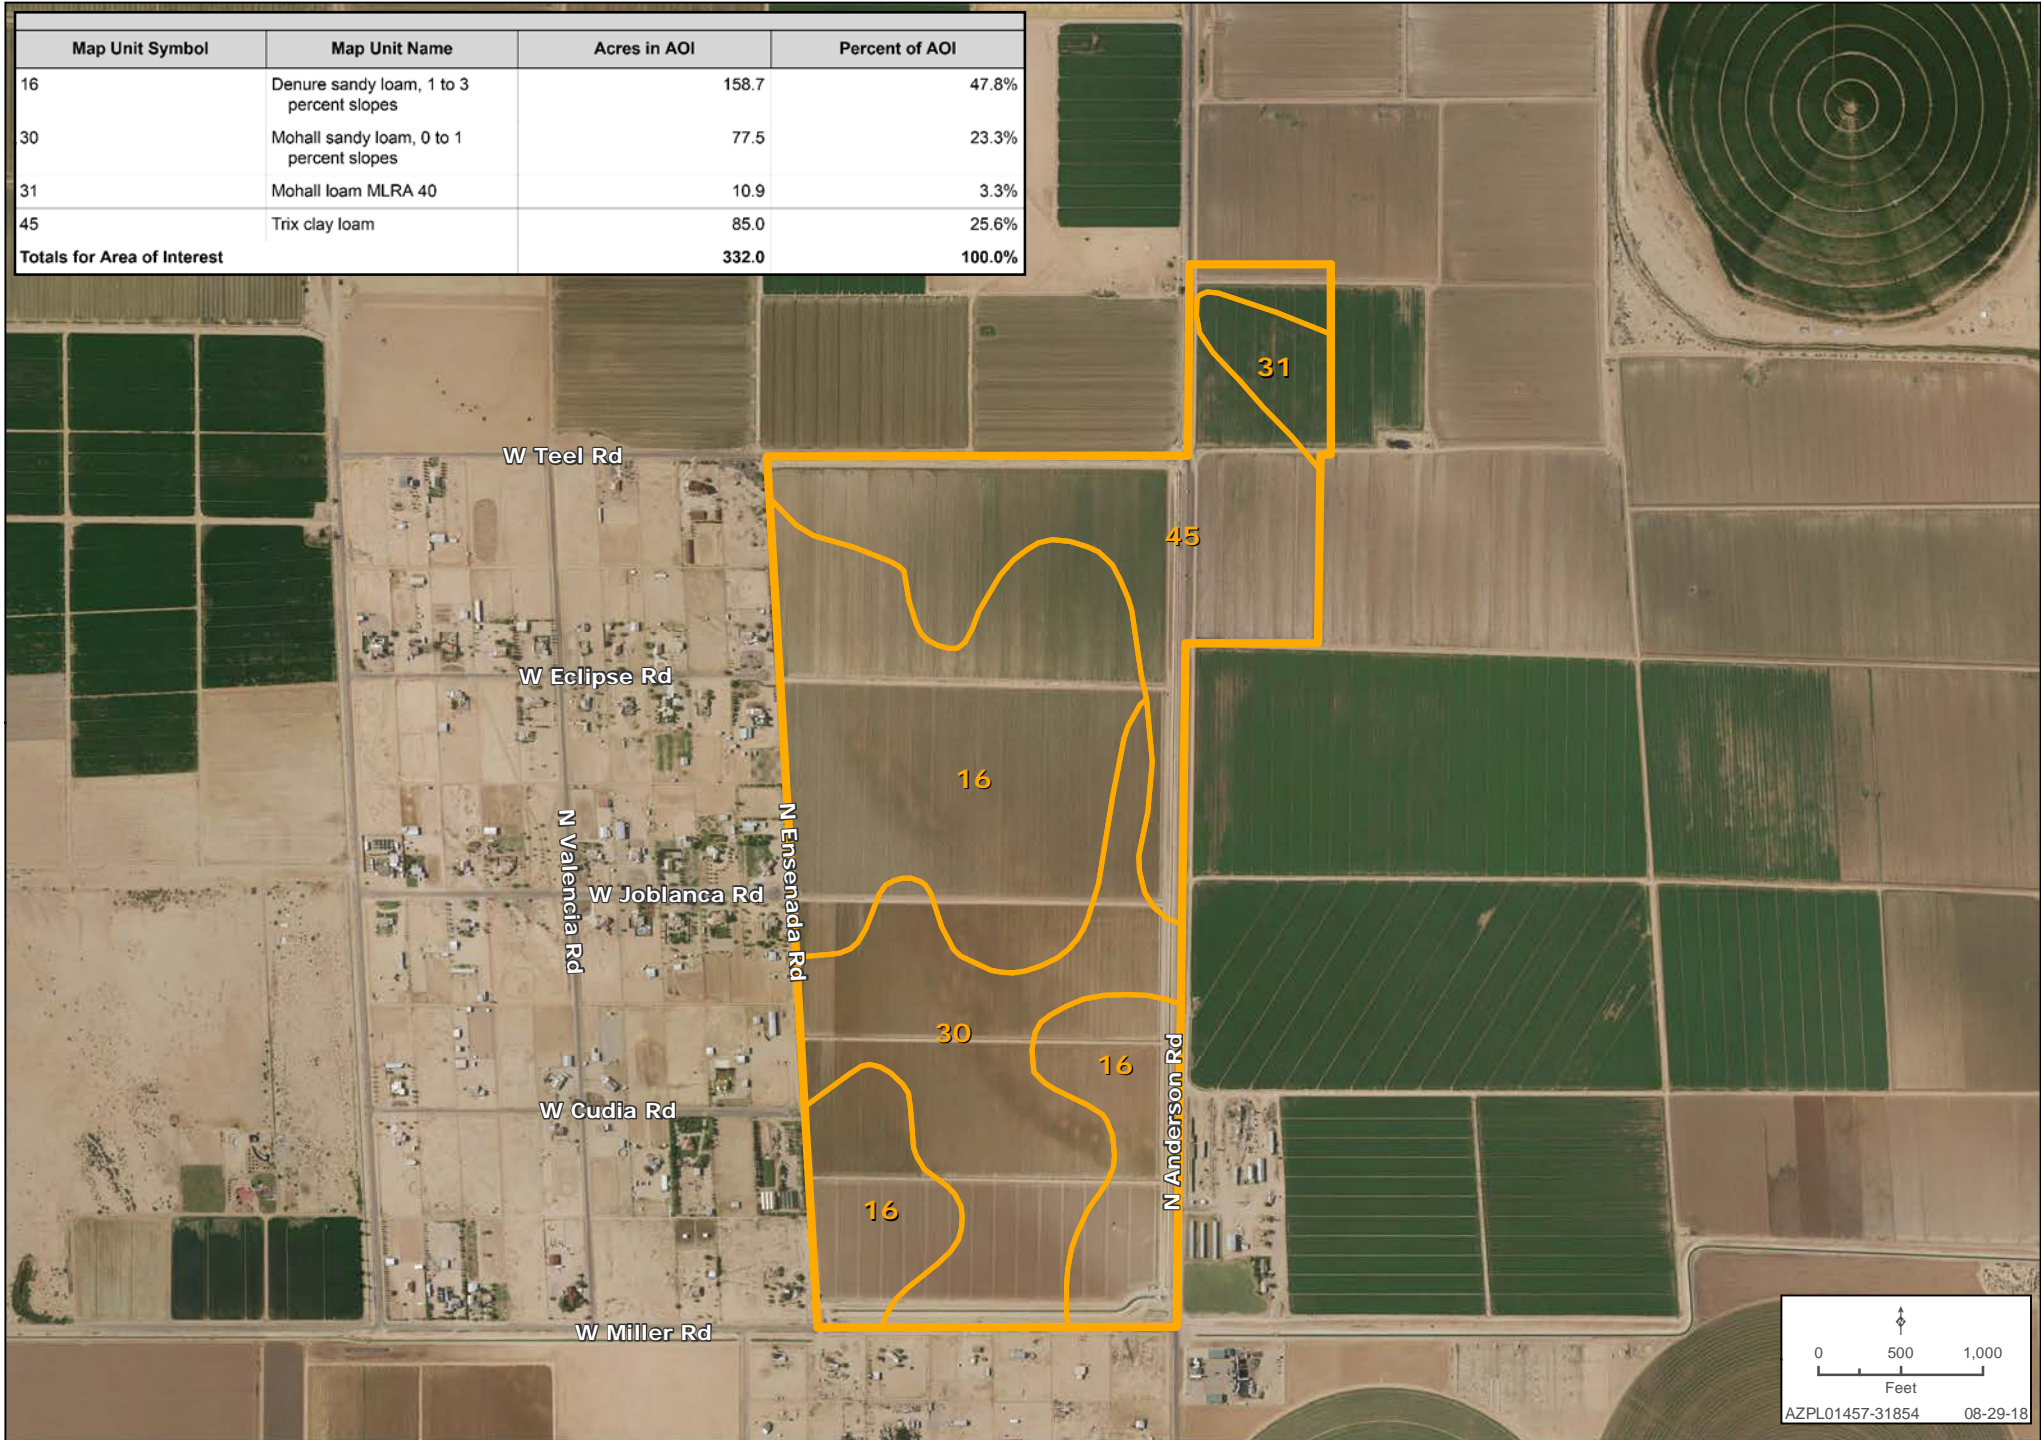 Map Unit Symbol Map Unit Name Acres in AOI Percent of AOI
16 Denure sandy loam, 1 to 3 158.7 47.8%
percent slopes
30 Mohall sandy loam, 0 to 1 77.5 23.3%
percent slopes
31 Mohall loam MLRA 40 10.9 3.3%
45 Trix clay loam 85.0 25.6%
Totals for Area of Interest 332.0 100.0%
31
W Teel Rd
45
W Eclipse Rd
16
N Valencia Rd
N Ensenada Rd
W Joblanca Rd
30
16
N Anderson Rd
W Cudia Rd
16
W Miller Rd
0 500 1,000
Feet
AZPL01457-31854 08-29-18